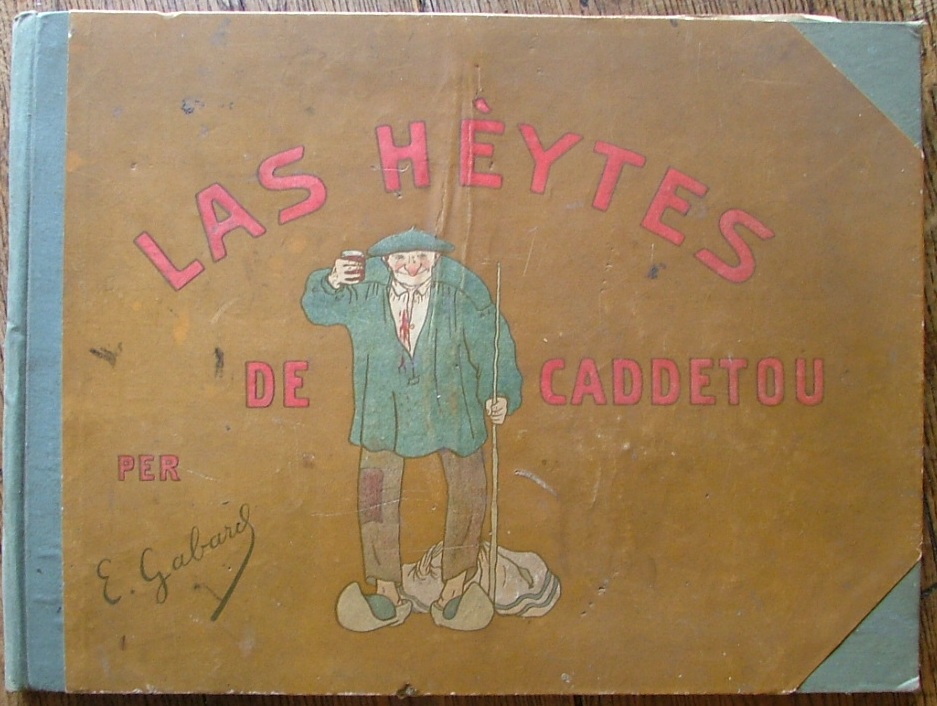 LAS HÈYTES
DE CADDETOU
PER
E. Gabard